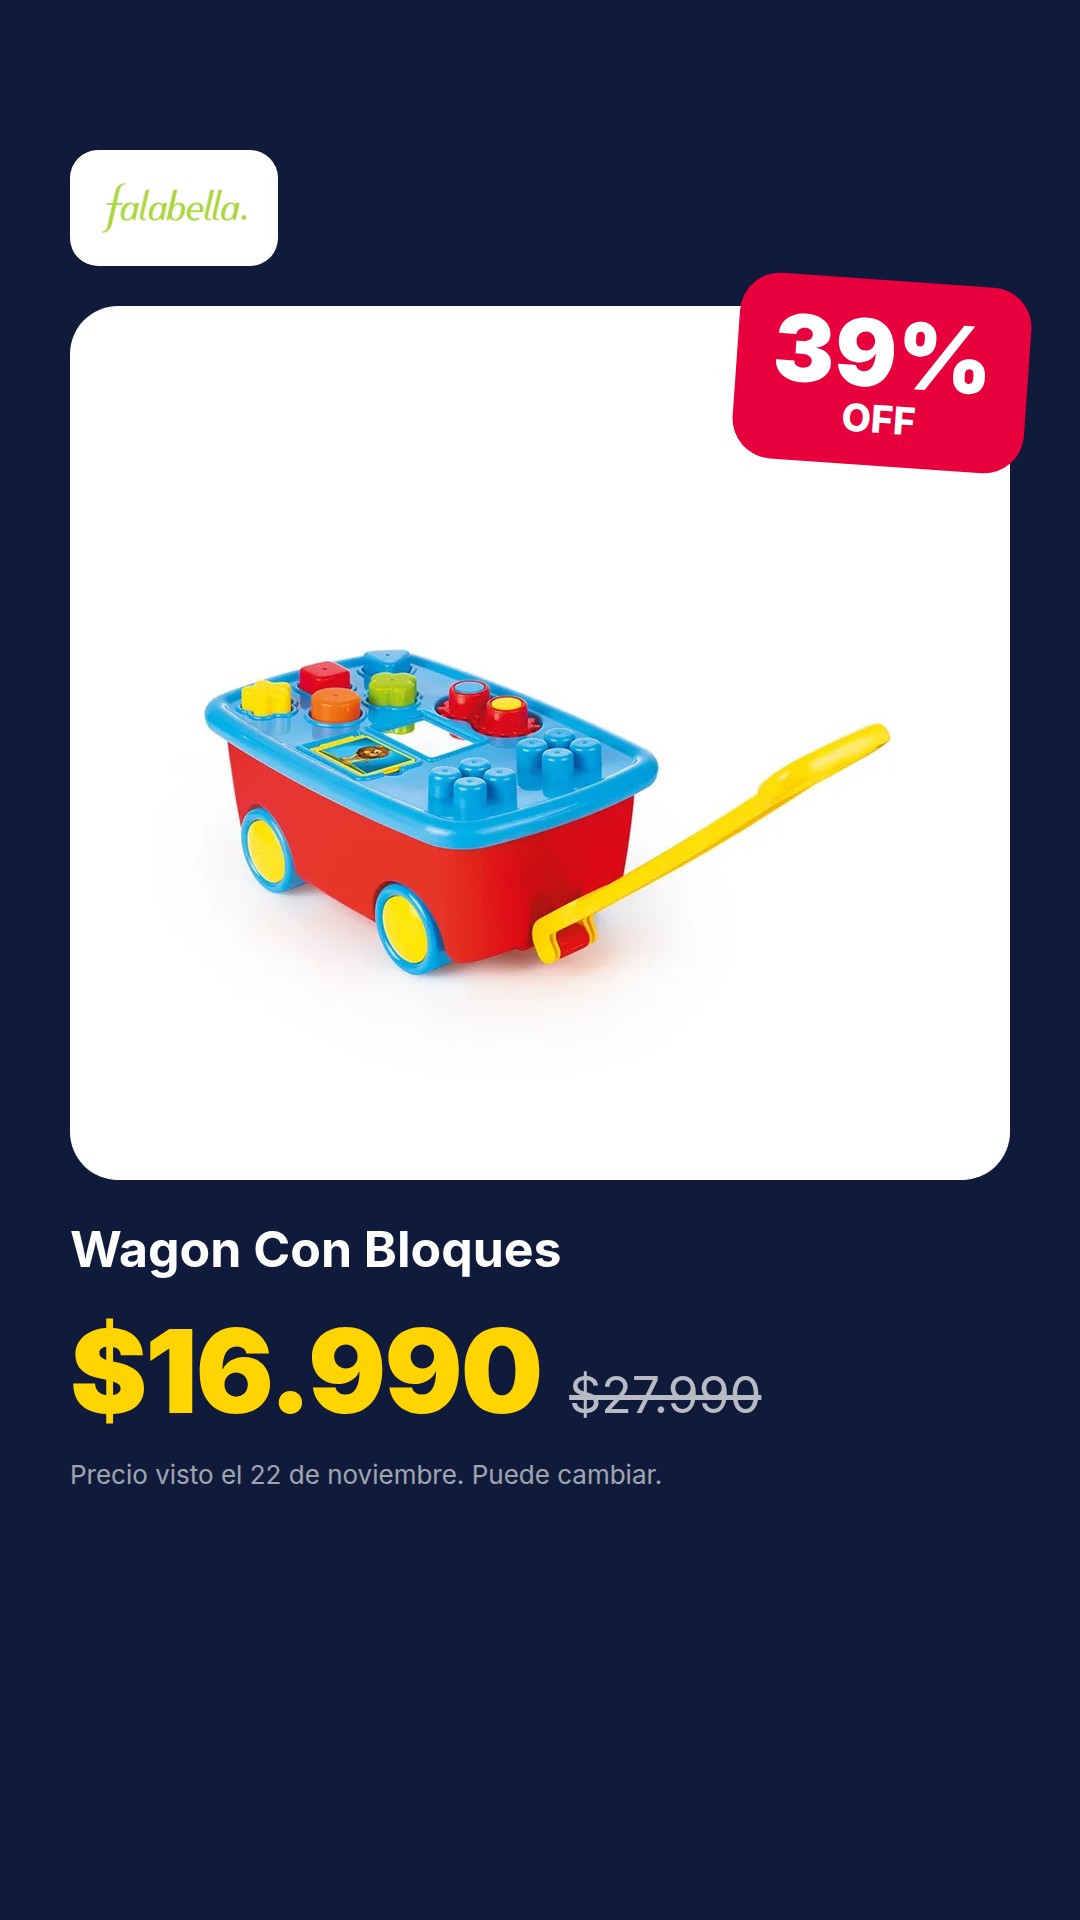 falabella.
39%
OFF
Wagon Con Bloques
$16.990 $27.990
Precio visto el 22 de noviembre. Puede cambiar.